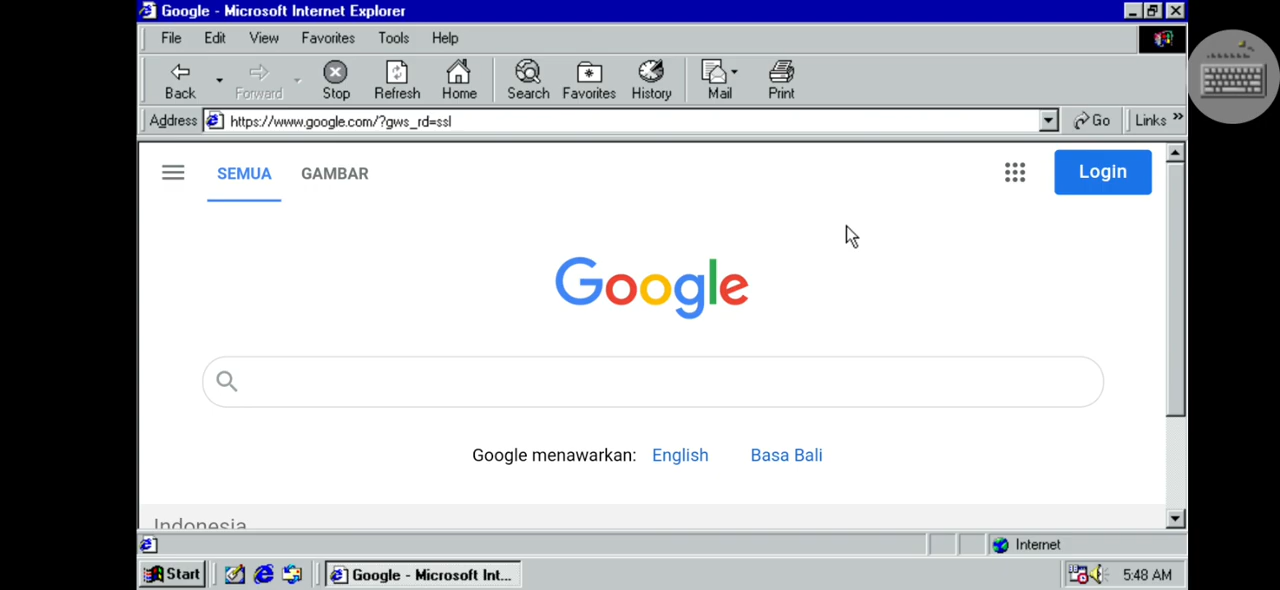 Google - Microsoft Internet Explorer
File Edit View Favorites Tools Help
Back Forward Stop Refresh Home Search Favorites History Mail Print
Address https://www.google.com/?gws_rd=ssl Go Links »
SEMUA GAMBAR Login
Google
Google menawarkan: English Basa Bali
Indonesia
Internet
Start Google - Microsoft Int... 5:48 AM